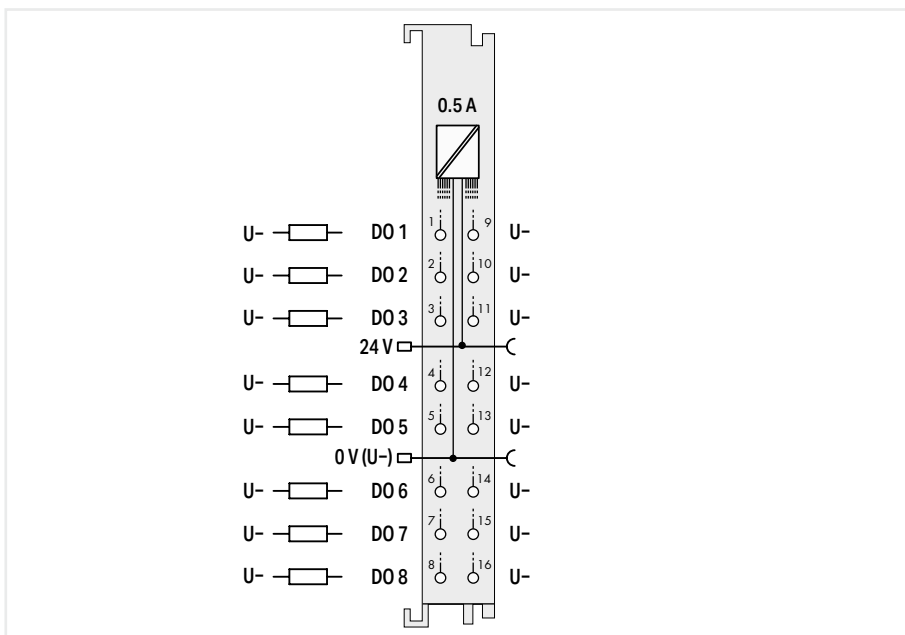 0.5 A
U− DO 1 1 9 U−
U− DO 2 2 10 U−
U− DO 3 3 11 U−
24 V
U− DO 4 4 12 U−
U− DO 5 5 13 U−
0 V (U−)
U− DO 6 6 14 U−
U− DO 7 7 15 U−
U− DO 8 8 16 U−